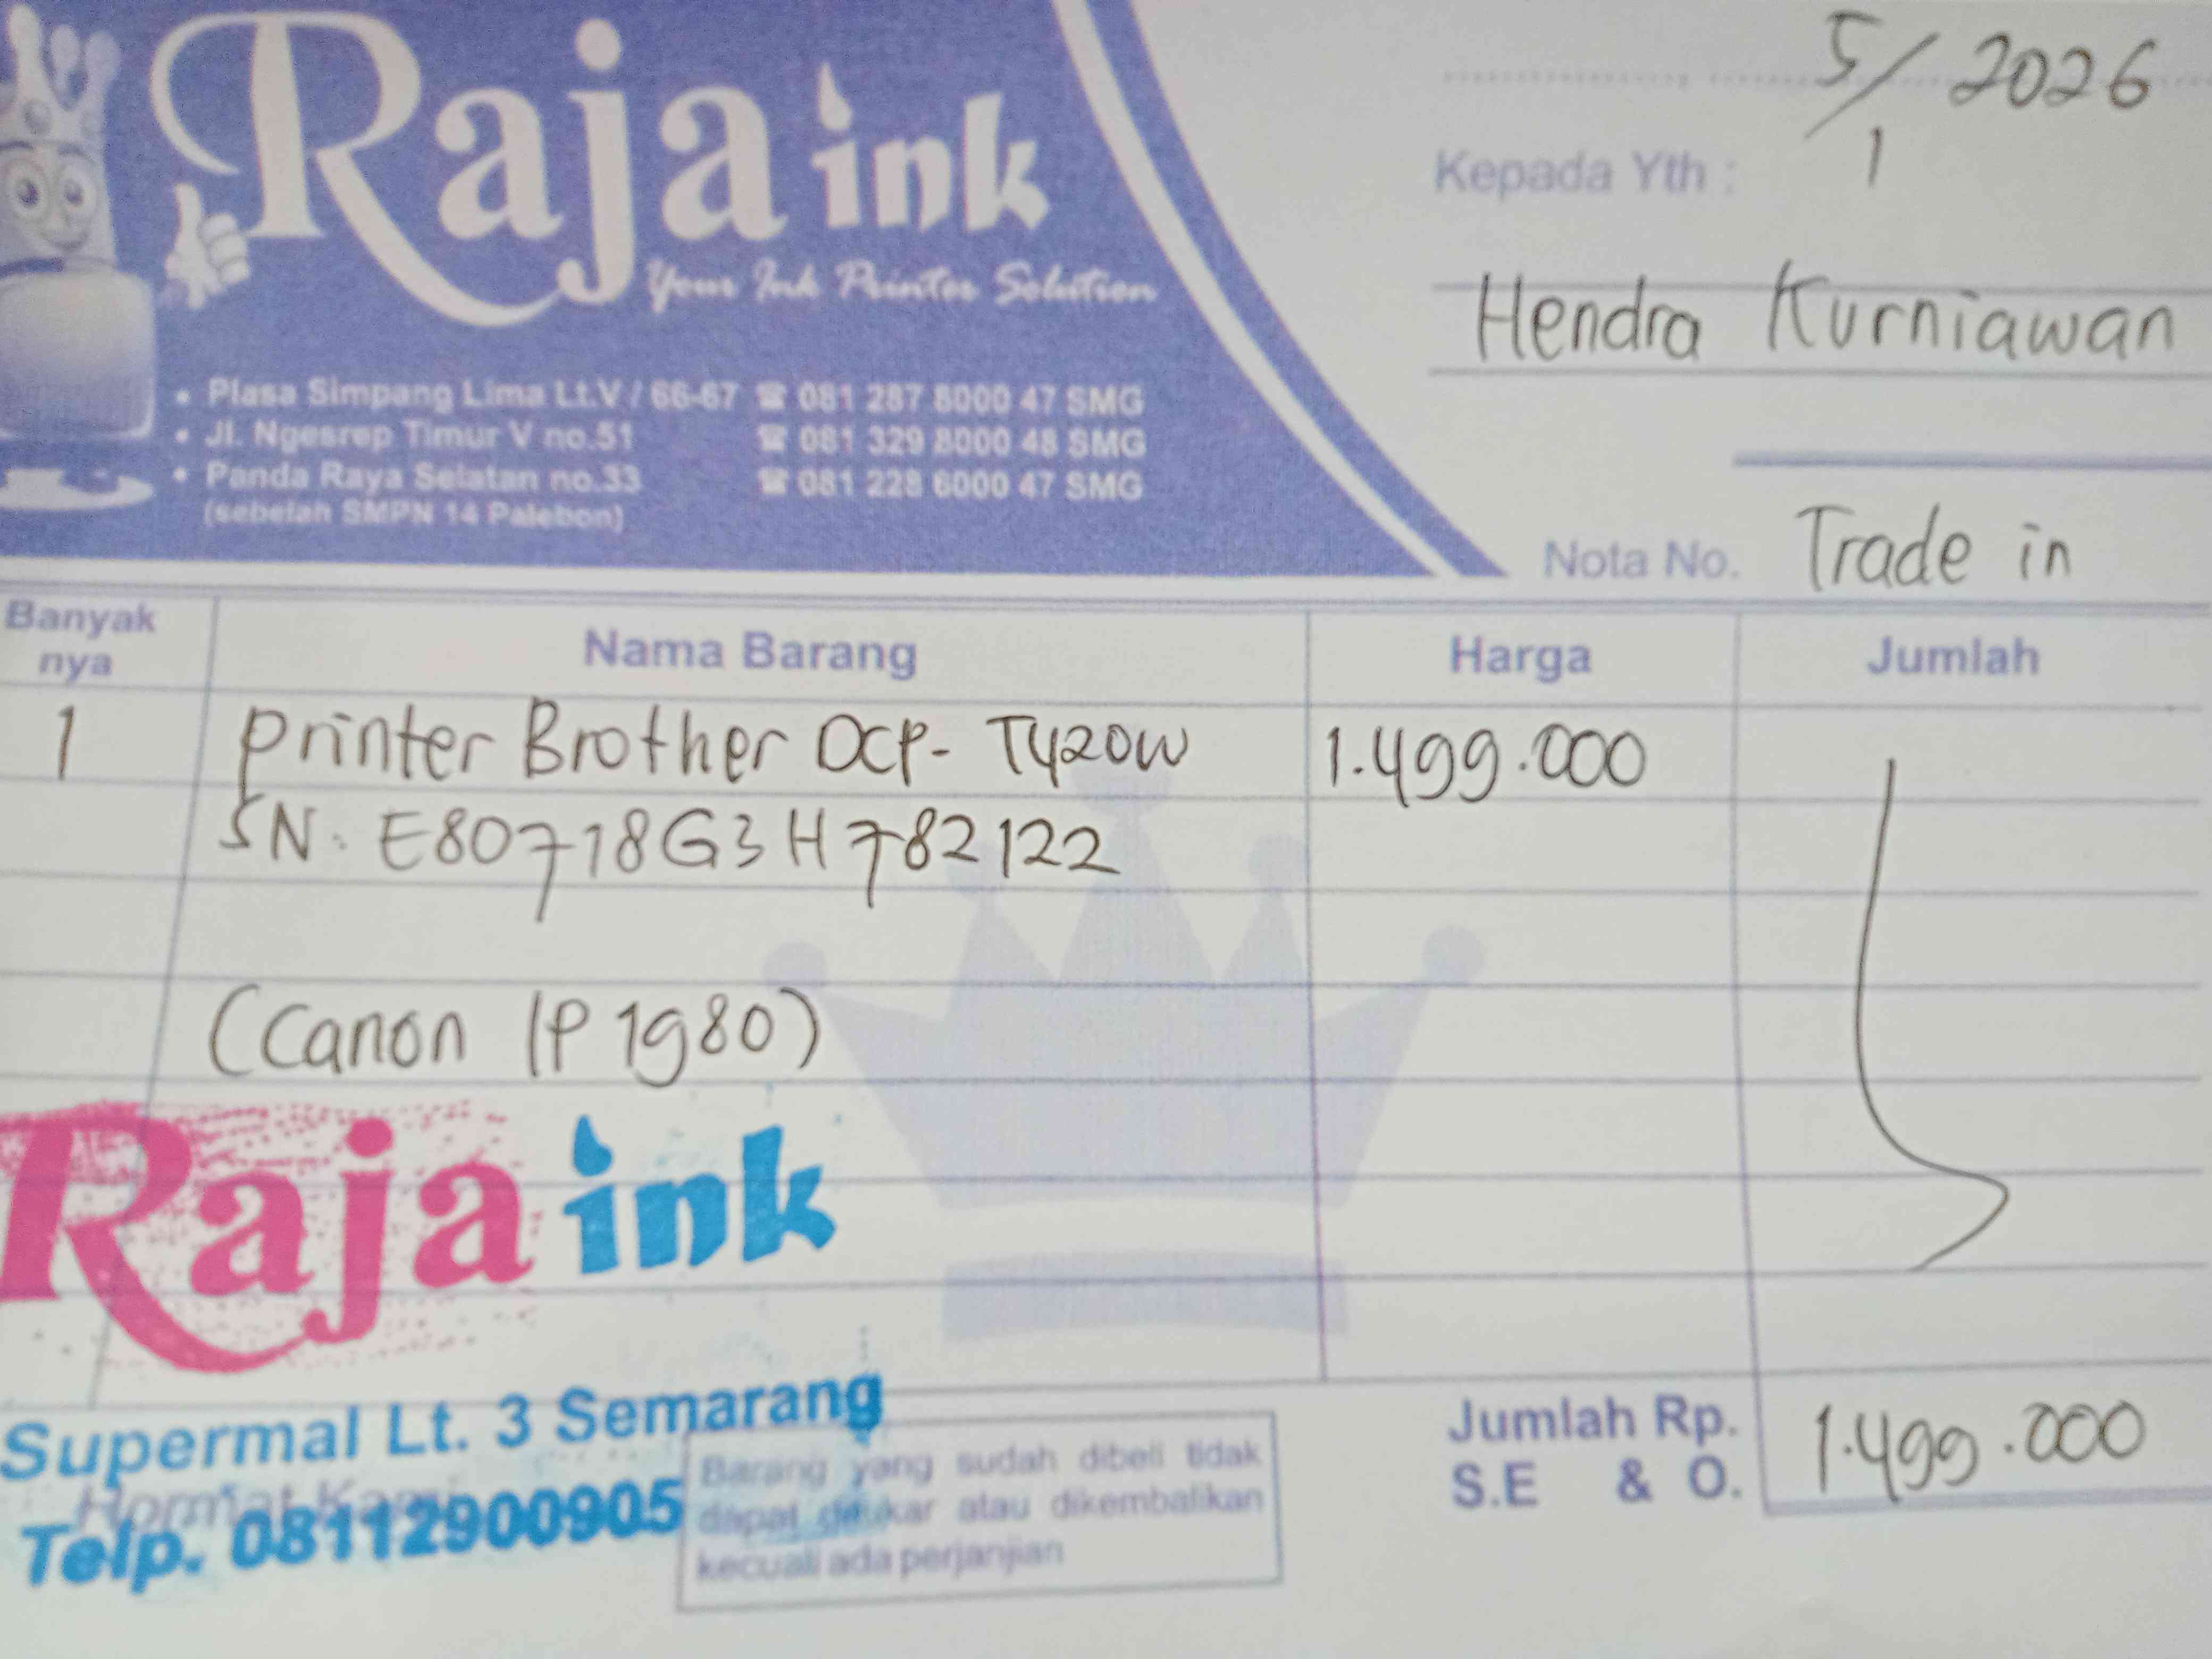 Raja ink
Your Ink Printer Solution
• Plasa Simpang Lima Lt.V / 66-67 ☎ 081 287 8000 47 SMG
• Jl. Ngesrep Timur V no.51 ☎ 081 329 8000 48 SMG
• Panda Raya Selatan no.33 ☎ 081 228 6000 47 SMG
(sebelah SMPN 14 Palebon)
5/1 2026
Kepada Yth :
Hendra Kurniawan
Nota No. Trade in
Banyak nya Nama Barang Harga Jumlah
1 Printer Brother DCP- T420W 1.499.000
SN. E80718G3H782122
(Canon IP 1980)
Raja ink
Supermal Lt. 3 Semarang
Hormat Kami
Telp. 08112900905
Barang yang sudah dibeli tidak
dapat ditukar atau dikembalikan
kecuali ada perjanjian
Jumlah Rp. 1.499.000
S.E & O.